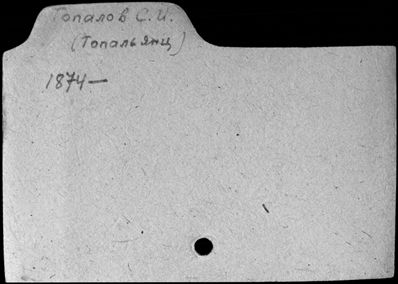 Топалов С. И.
(Топальянц)
1874—